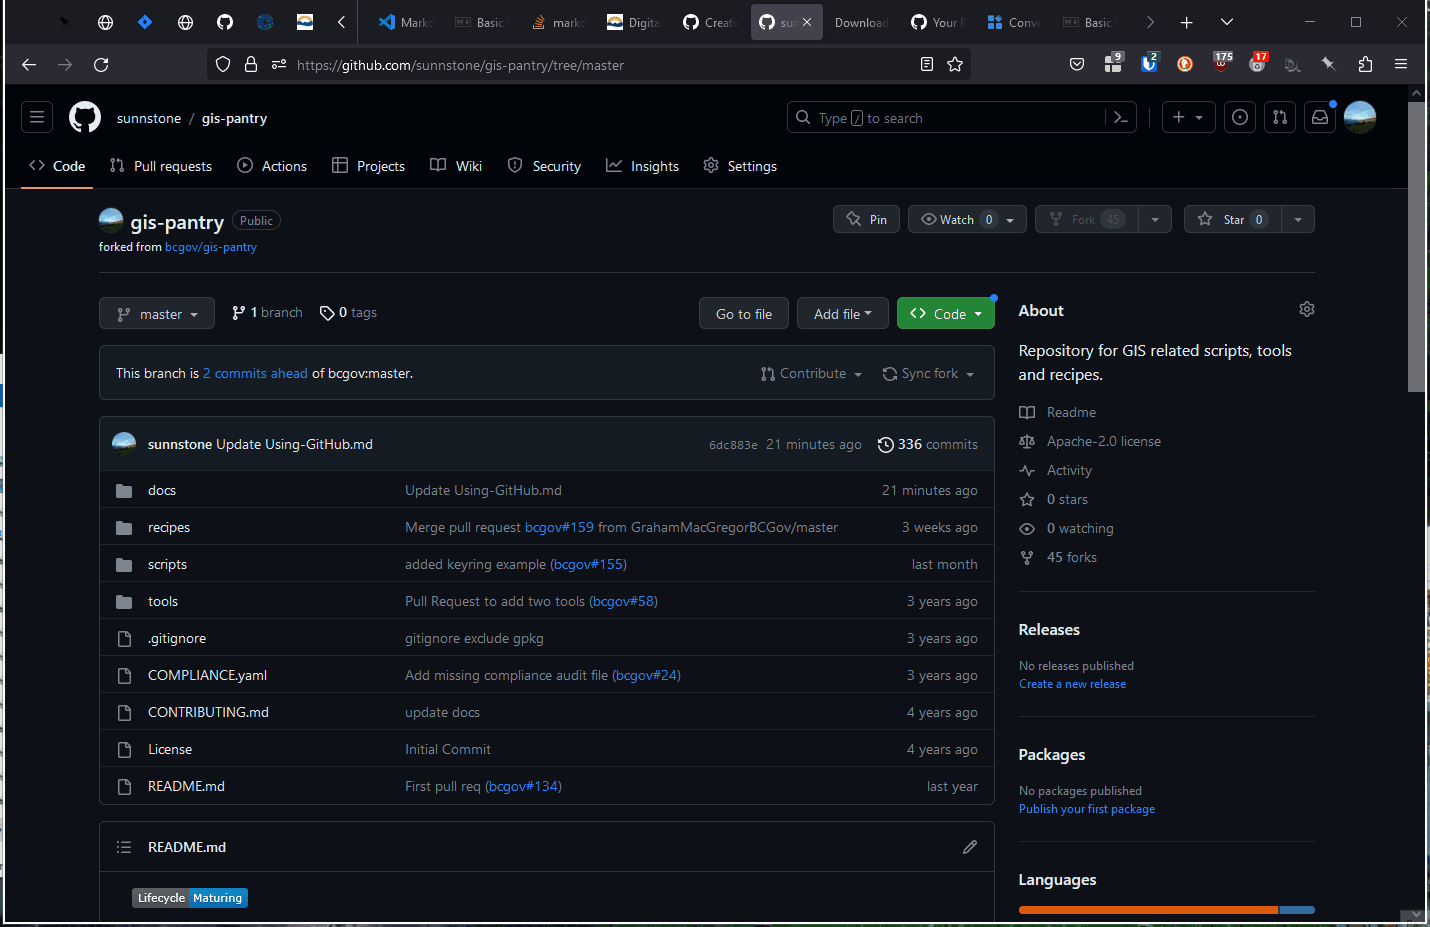 Marko
Basic
marko
Digita
Creatin
sun
Download
Your
Conve
Basic
https://github.com/sunnstone/gis-pantry/tree/master
9
2
175
17
sunnstone / gis-pantry
Type / to search
Code
Pull requests
Actions
Projects
Wiki
Security
Insights
Settings
gis-pantry Public
Pin
Watch 0
Fork 45
Star 0
forked from bcgov/gis-pantry
master
1 branch
0 tags
Go to file
Add file
Code
This branch is 2 commits ahead of bcgov:master.
Contribute
Sync fork
sunnstone Update Using-GitHub.md
6dc883e 21 minutes ago
336 commits
docs Update Using-GitHub.md 21 minutes ago
recipes Merge pull request bcgov#159 from GrahamMacGregorBCGov/master 3 weeks ago
scripts added keyring example (bcgov#155) last month
tools Pull Request to add two tools (bcgov#58) 3 years ago
.gitignore gitignore exclude gpkg 3 years ago
COMPLIANCE.yaml Add missing compliance audit file (bcgov#24) 3 years ago
CONTRIBUTING.md update docs 4 years ago
License Initial Commit 4 years ago
README.md First pull req (bcgov#134) last year
README.md
Lifecycle Maturing
About
Repository for GIS related scripts, tools
and recipes.
Readme
Apache-2.0 license
Activity
0 stars
0 watching
45 forks
Releases
No releases published
Create a new release
Packages
No packages published
Publish your first package
Languages